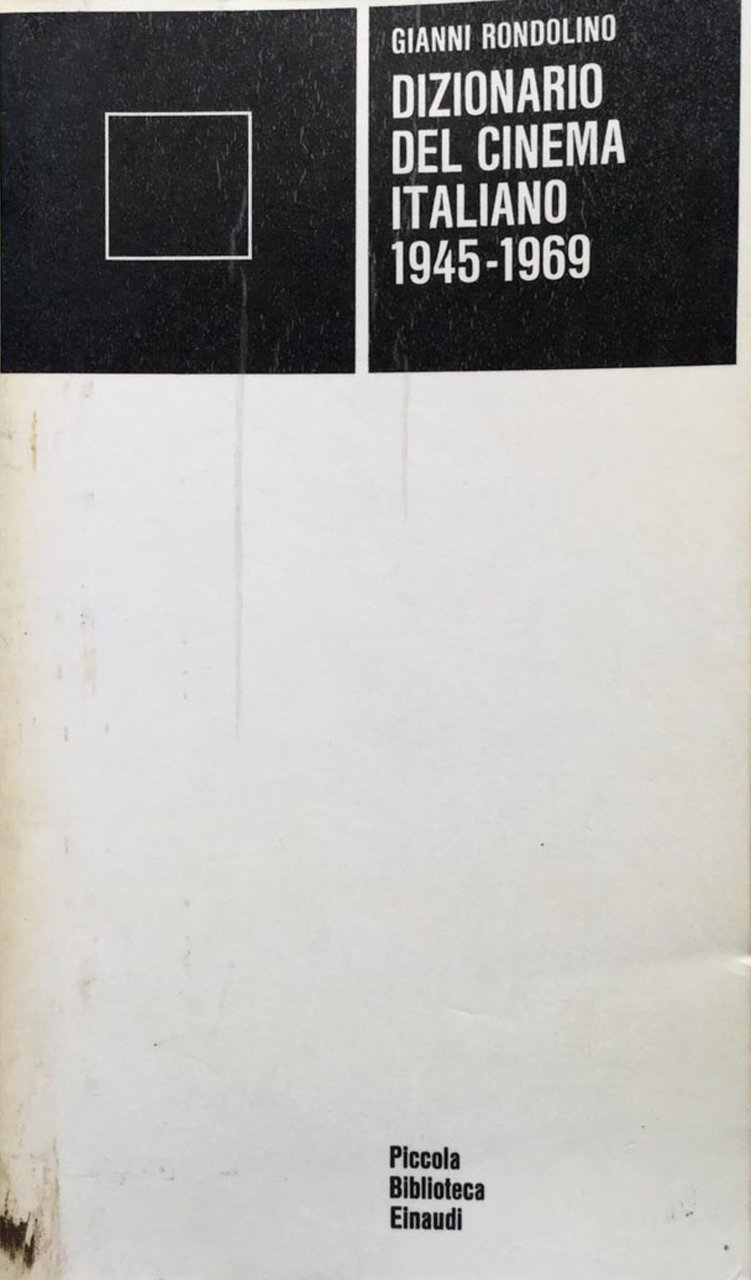 GIANNI RONDOLINO
DIZIONARIO
DEL CINEMA
ITALIANO
1945-1969
Piccola
Biblioteca
Einaudi